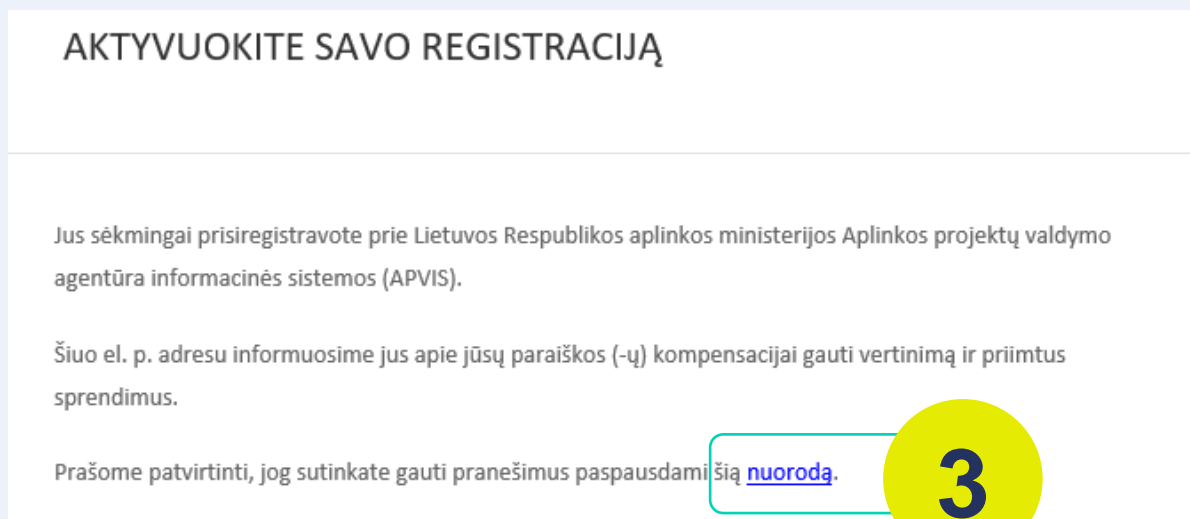 AKTYVUOKITE SAVO REGISTRACIJĄ
Jus sėkmingai prisiregistravote prie Lietuvos Respublikos aplinkos ministerijos Aplinkos projektų valdymo
agentūra informacinės sistemos (APVIS).
Šiuo el. p. adresu informuosime jus apie jūsų paraiškos (-ų) kompensacijai gauti vertinimą ir priimtus
sprendimus.
Prašome patvirtinti, jog sutinkate gauti pranešimus paspausdami šią nuorodą.
3